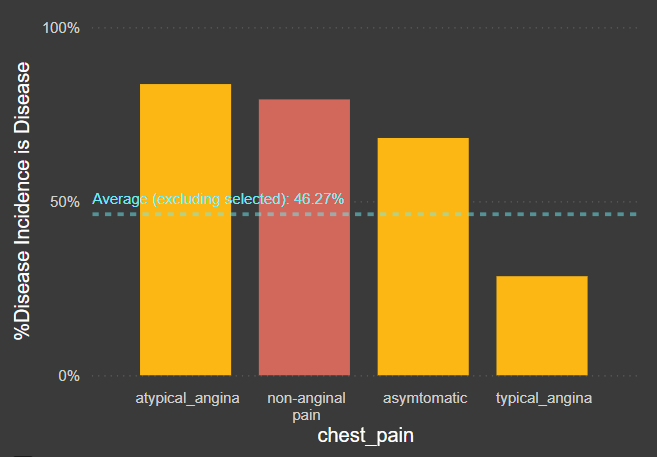 %Disease Incidence is Disease
100%
50%
0%
Average (excluding selected): 46.27%
atypical_angina
non-anginal
pain
asymtomatic
typical_angina
chest_pain